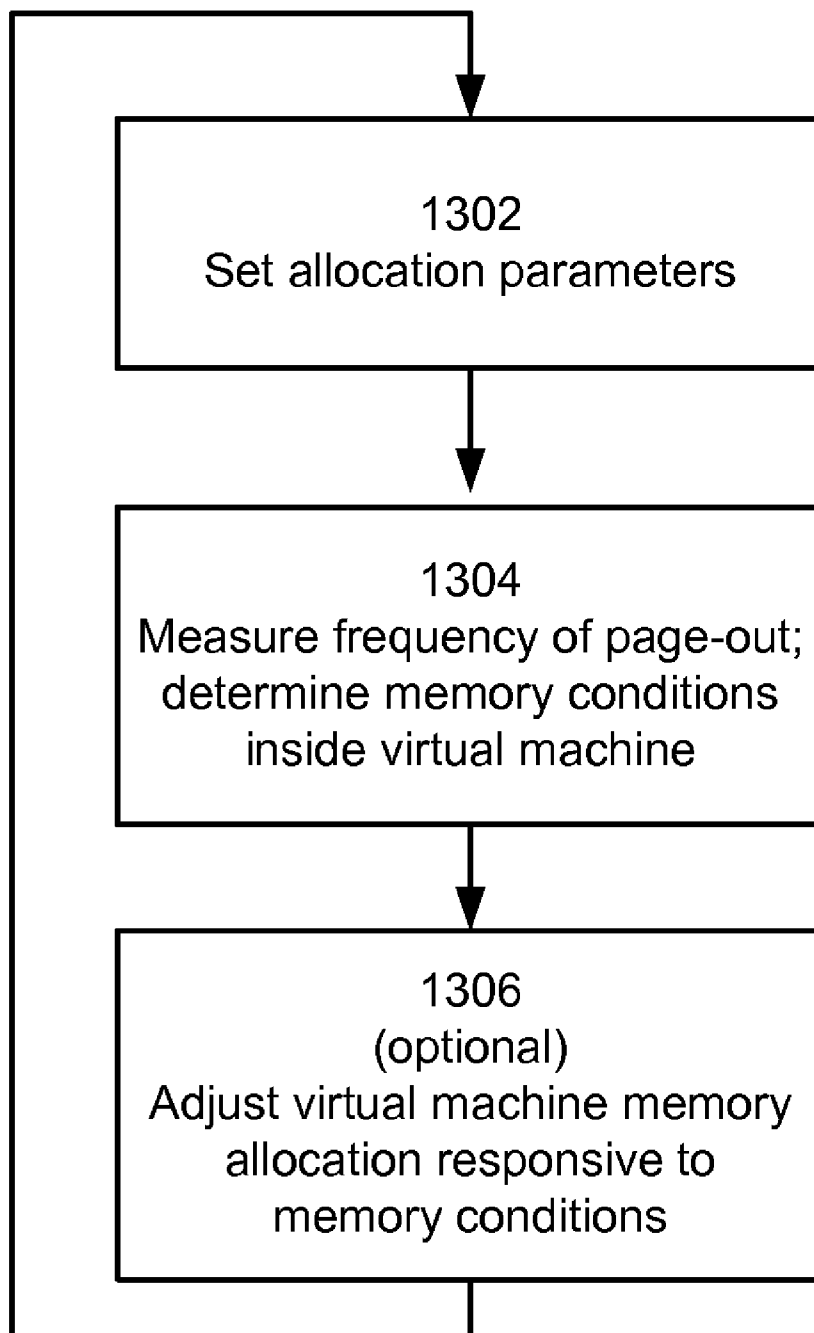 1302
Set allocation parameters
1304
Measure frequency of page-out;
determine memory conditions
inside virtual machine
1306
(optional)
Adjust virtual machine memory
allocation responsive to
memory conditions